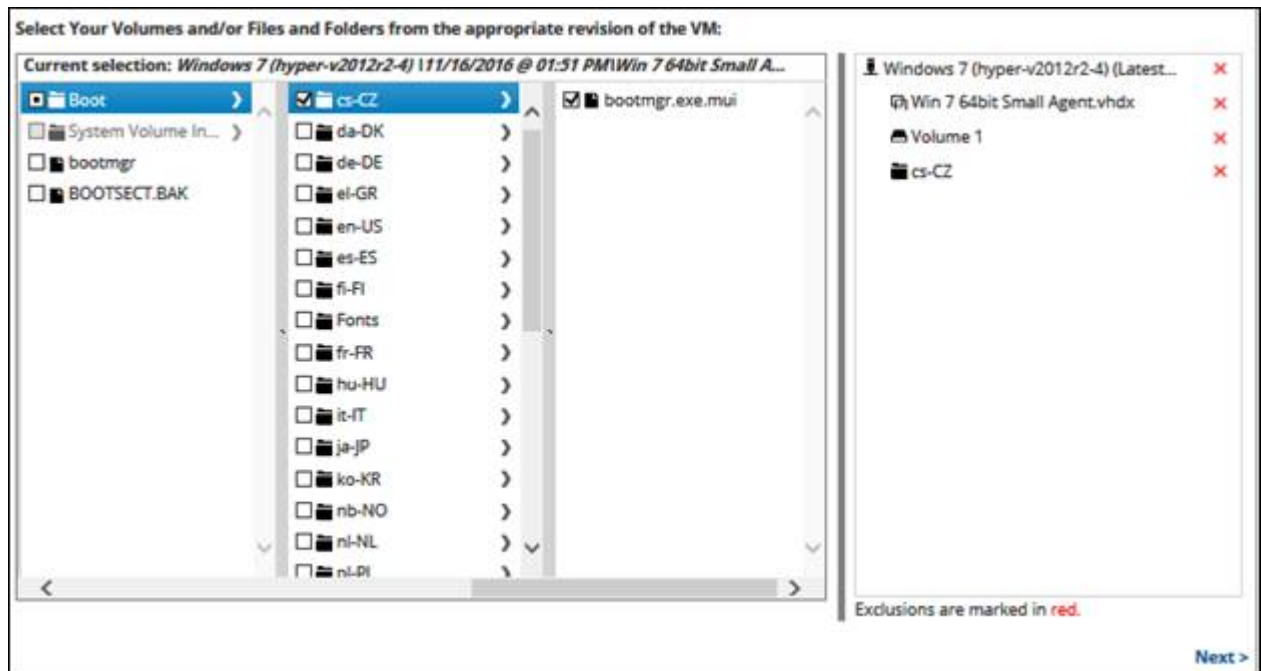 Select Your Volumes and/or Files and Folders from the appropriate revision of the VM:
Current selection: Windows 7 (hyper-v2012r2-4) \11/16/2016 @ 01:51 PM\Win 7 64bit Small A...
Boot
System Volume In...
bootmgr
BOOTSECT.BAK
cs-CZ
da-DK
de-DE
el-GR
en-US
es-ES
fi-FI
Fonts
fr-FR
hu-HU
it-IT
ja-JP
ko-KR
nb-NO
nl-NL
bootmgr.exe.mui
Windows 7 (hyper-v2012r2-4) (Latest...
Win 7 64bit Small Agent.vhdx
Volume 1
cs-CZ
Exclusions are marked in red.
Next >